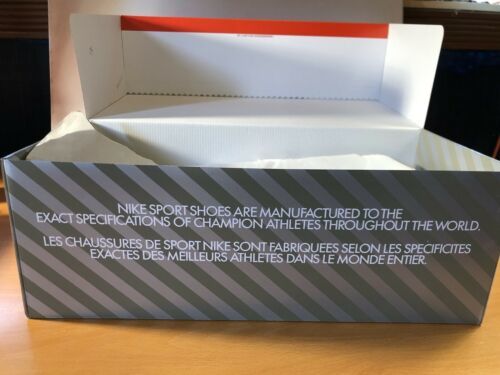 NIKE SPORT SHOES ARE MANUFACTURED TO THE
EXACT SPECIFICATIONS OF CHAMPION ATHLETES THROUGHOUT THE WORLD.
LES CHAUSSURES DE SPORT NIKE SONT FABRIQUEES SELON LES SPECIFICITES
EXACTES DES MEILLEURS ATHLETES DANS LE MONDE ENTIER.